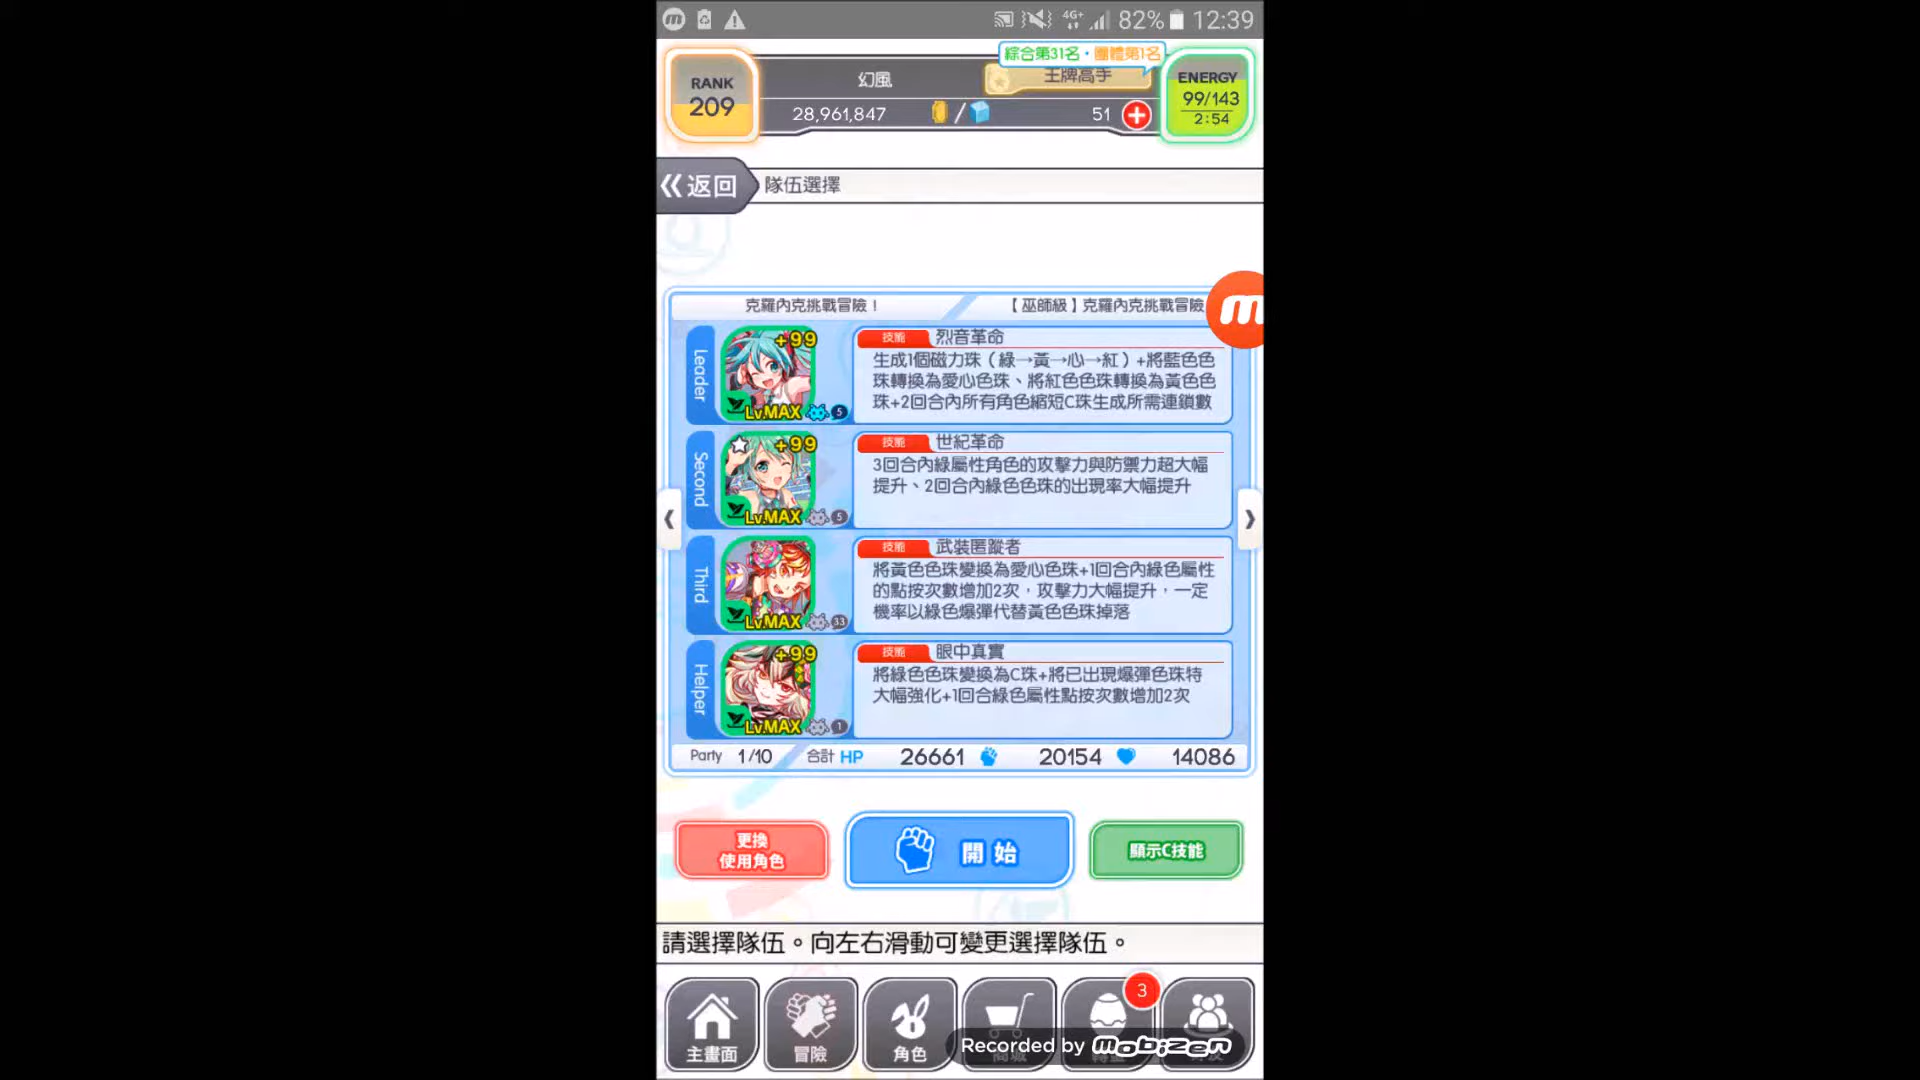 82% 12:39
4G+
綜合第31名・團體第1名
RANK
209
幻風
王牌高手
ENERGY
99/143
2:54
28,961,847
/
51
返回
隊伍選擇
克羅內克挑戰冒險！
【巫師級】克羅內克挑戰冒險
Leader
+99
Lv.MAX
5
技能 烈音革命
生成1個磁力珠（綠→黃→心→紅）+將藍色色
珠轉換為愛心色珠、將紅色色珠轉換為黃色色
珠+2回合內所有角色縮短C珠生成所需連鎖數
Second
+99
Lv.MAX
5
技能 世紀革命
3回合內綠屬性角色的攻擊力與防禦力超大幅
提升、2回合內綠色色珠的出現率大幅提升
Third
Lv.MAX
33
技能 武裝匿蹤者
將黃色色珠變換為愛心色珠+1回合內綠色屬性
的點按次數增加2次，攻擊力大幅提升，一定
機率以綠色爆彈代替黃色色珠掉落
Helper
+99
Lv.MAX
1
技能 眼中真實
將綠色色珠變換為C珠+將已出現爆彈色珠特
大幅強化+1回合綠色屬性點按次數增加2次
Party 1/10 合計 HP 26661 20154 14086
更換
使用角色
開始
顯示C技能
請選擇隊伍。向左右滑動可變更選擇隊伍。
3
主畫面
冒險
角色
Recorded by mobizen